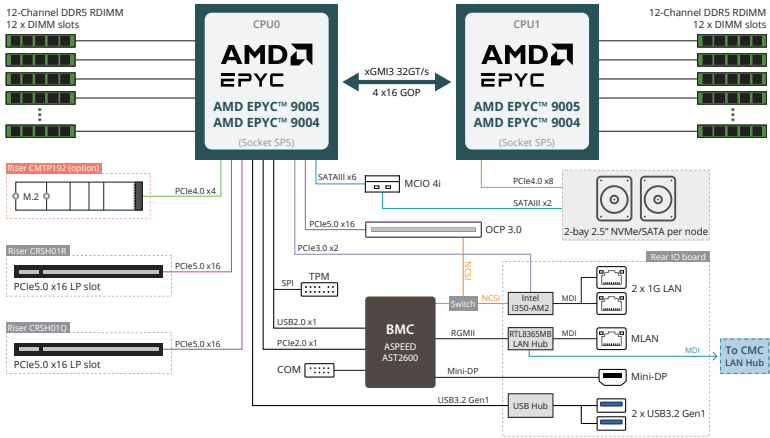 12-Channel DDR5 RDIMM
12 x DIMM slots
CPU0
AMD
EPYC
AMD EPYC™ 9005
AMD EPYC™ 9004
(Socket SP5)
xGMI3 32GT/s
4 x16 GOP
CPU1
AMD
EPYC
AMD EPYC™ 9005
AMD EPYC™ 9004
(Socket SP5)
12-Channel DDR5 RDIMM
12 x DIMM slots
Riser CMTP192 (option)
M.2
PCIe4.0 x4
SATAIII x6
MCIO 4i
PCIe4.0 x8
SATAIII x2
2-bay 2.5" NVMe/SATA per node
PCIe5.0 x16
OCP 3.0
PCIe3.0 x2
Riser CRSH01R
PCIe5.0 x16
PCIe5.0 x16 LP slot
NCSI
Rear IO board
SPI
TPM
Switch
NCSI
Intel
I350-AM2
MDI
2 x 1G LAN
Riser CRSH01Q
PCIe5.0 x16
PCIe5.0 x16 LP slot
USB2.0 x1
PCIe2.0 x1
COM
BMC
ASPEED
AST2600
RGMII
RTL8365MB
LAN Hub
MDI
MLAN
MDI
To CMC
LAN Hub
Mini-DP
Mini-DP
USB3.2 Gen1
USB Hub
2 x USB3.2 Gen1